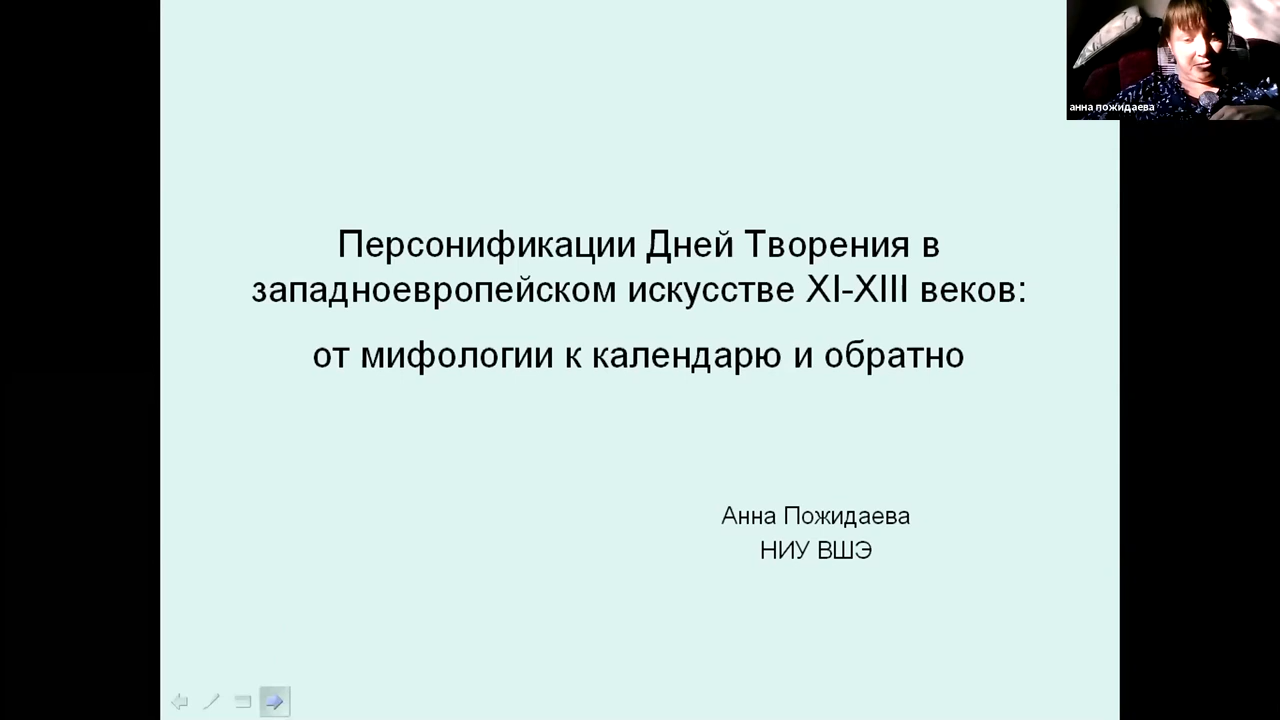 анна пожидаева
Персонификации Дней Творения в
западноевропейском искусстве XI-XIII веков:
от мифологии к календарю и обратно
Анна Пожидаева
НИУ ВШЭ